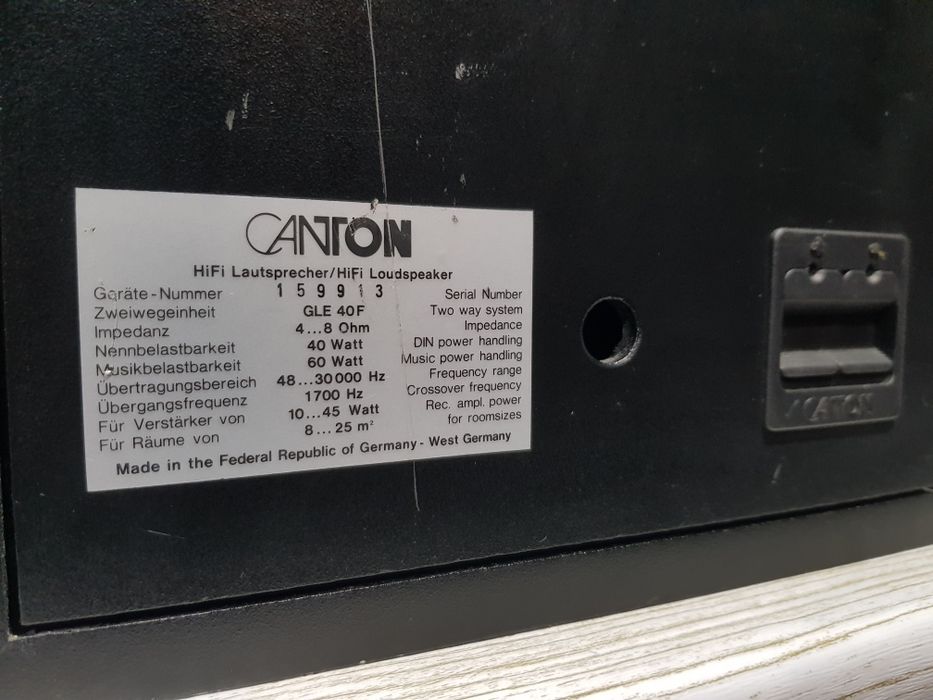 CANTON
HiFi Lautsprecher/HiFi Loudspeaker
Geräte-Nummer 159913 Serial Number
Zweiwegeinheit GLE 40F Two way system
Impedanz 4...8 Ohm Impedance
Nennbelastbarkeit 40 Watt DIN power handling
Musikbelastbarkeit 60 Watt Music power handling
Übertragungsbereich 48...30000 Hz Frequency range
Übergangsfrequenz 1700 Hz Crossover frequency
Für Verstärker von 10...45 Watt Rec. ampl. power
Für Räume von 8...25 m² for roomsizes
Made in the Federal Republic of Germany - West Germany
CANTON